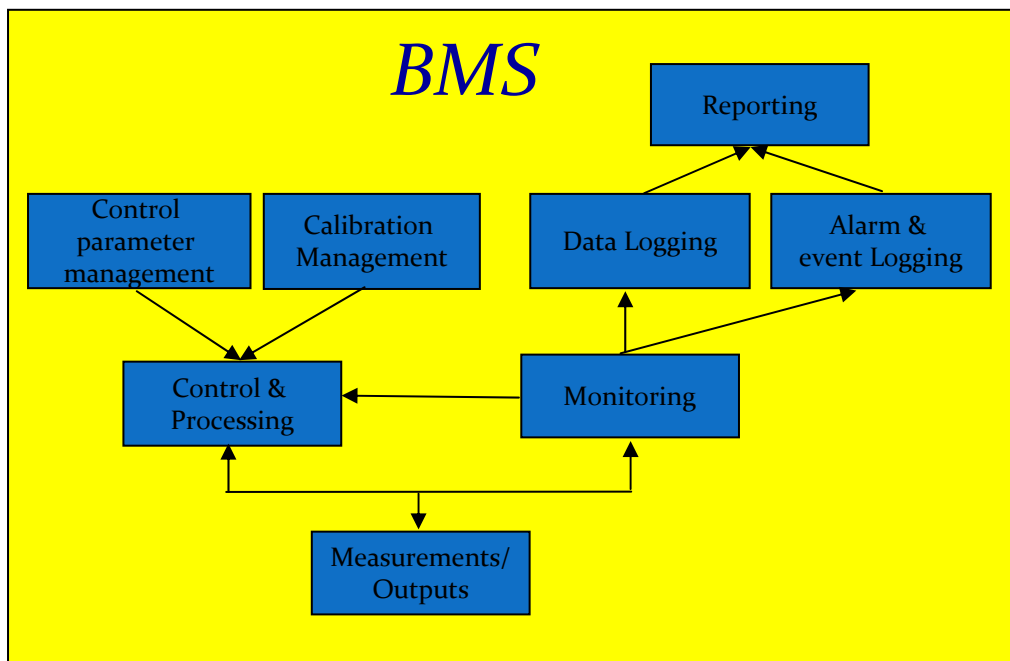 BMS
Reporting
Control
parameter
management
Calibration
Management
Data Logging
Alarm &
event Logging
Control &
Processing
Monitoring
Measurements/
Outputs